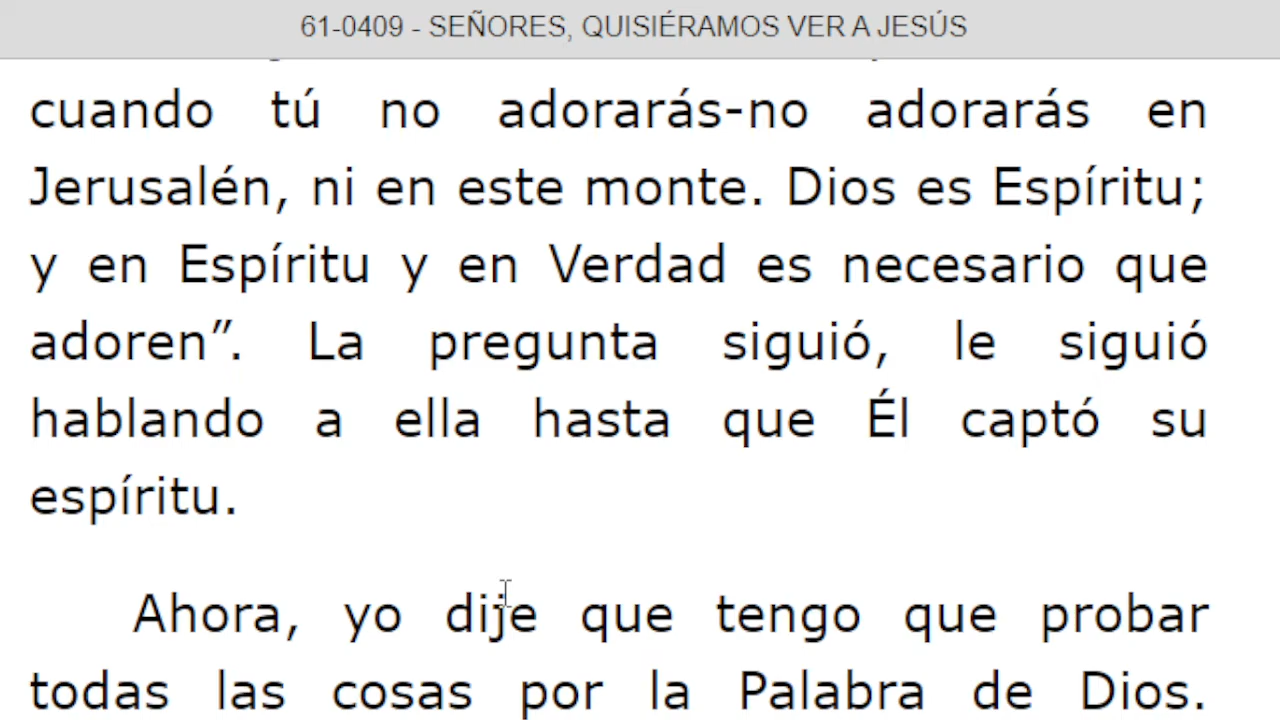 61-0409 - SEÑORES, QUISIÉRAMOS VER A JESÚS
cuando tú no adorarás-no adorarás en
Jerusalén, ni en este monte. Dios es Espíritu;
y en Espíritu y en Verdad es necesario que
adoren”. La pregunta siguió, le siguió
hablando a ella hasta que Él captó su
espíritu.
Ahora, yo dije que tengo que probar
todas las cosas por la Palabra de Dios.